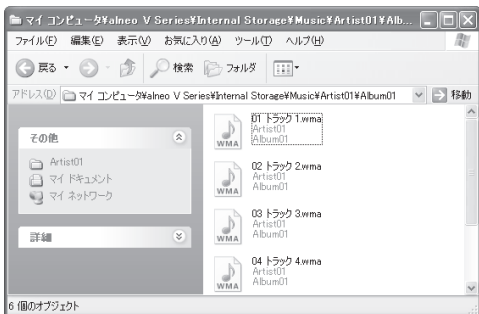 マイ コンピュータ¥alneo V Series¥Internal Storage¥Music¥Artist01¥Alb...
ファイル(F) 編集(E) 表示(V) お気に入り(A) ツール(T) ヘルプ(H)
戻る 検索 フォルダ
アドレス(D) マイ コンピュータ¥alneo V Series¥Internal Storage¥Music¥Artist01¥Album01 移動
その他
Artist01
マイ ドキュメント
マイ ネットワーク
詳細
01 トラック 1.wma
Artist01
Album01
WMA
02 トラック 2.wma
Artist01
Album01
WMA
03 トラック 3.wma
Artist01
Album01
WMA
04 トラック 4.wma
Artist01
Album01
WMA
6 個のオブジェクト